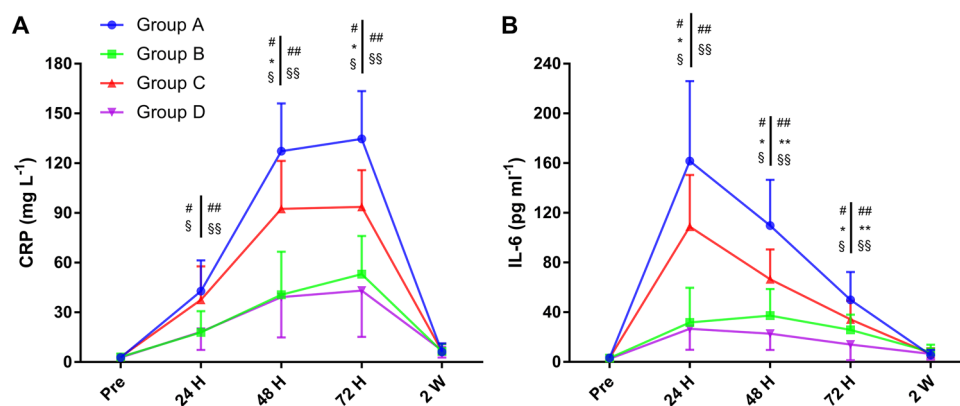 A
Group A
Group B
Group C
Group D
CRP (mg L⁻¹)
180
150
120
90
60
30
0
#
§
##
§§
#
*
§
##
§§
#
*
§
##
§§
Pre
24 H
48 H
72 H
2 W
B
IL-6 (pg ml⁻¹)
240
200
160
120
80
40
0
#
*
§
##
§§
#
*
§
##
**
§§
#
*
§
##
**
§§
Pre
24 H
48 H
72 H
2 W